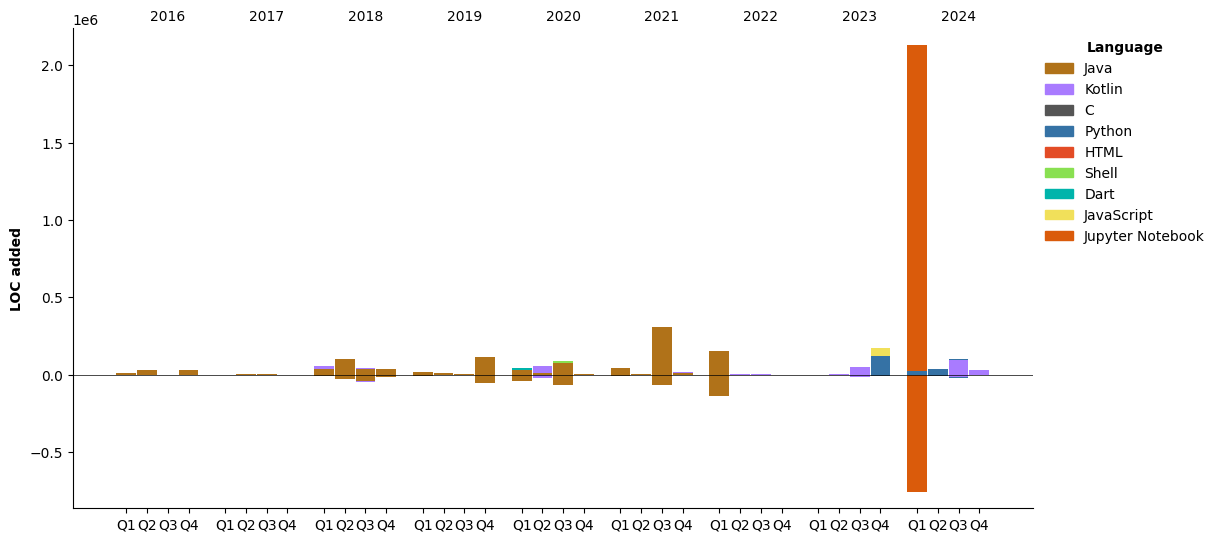 1e6
2016 2017 2018 2019 2020 2021 2022 2023 2024
LOC added
2.0
1.5
1.0
0.5
0.0
−0.5
Q1 Q2 Q3 Q4 Q1 Q2 Q3 Q4 Q1 Q2 Q3 Q4 Q1 Q2 Q3 Q4 Q1 Q2 Q3 Q4 Q1 Q2 Q3 Q4 Q1 Q2 Q3 Q4 Q1 Q2 Q3 Q4 Q1 Q2 Q3 Q4
Language
Java
Kotlin
C
Python
HTML
Shell
Dart
JavaScript
Jupyter Notebook